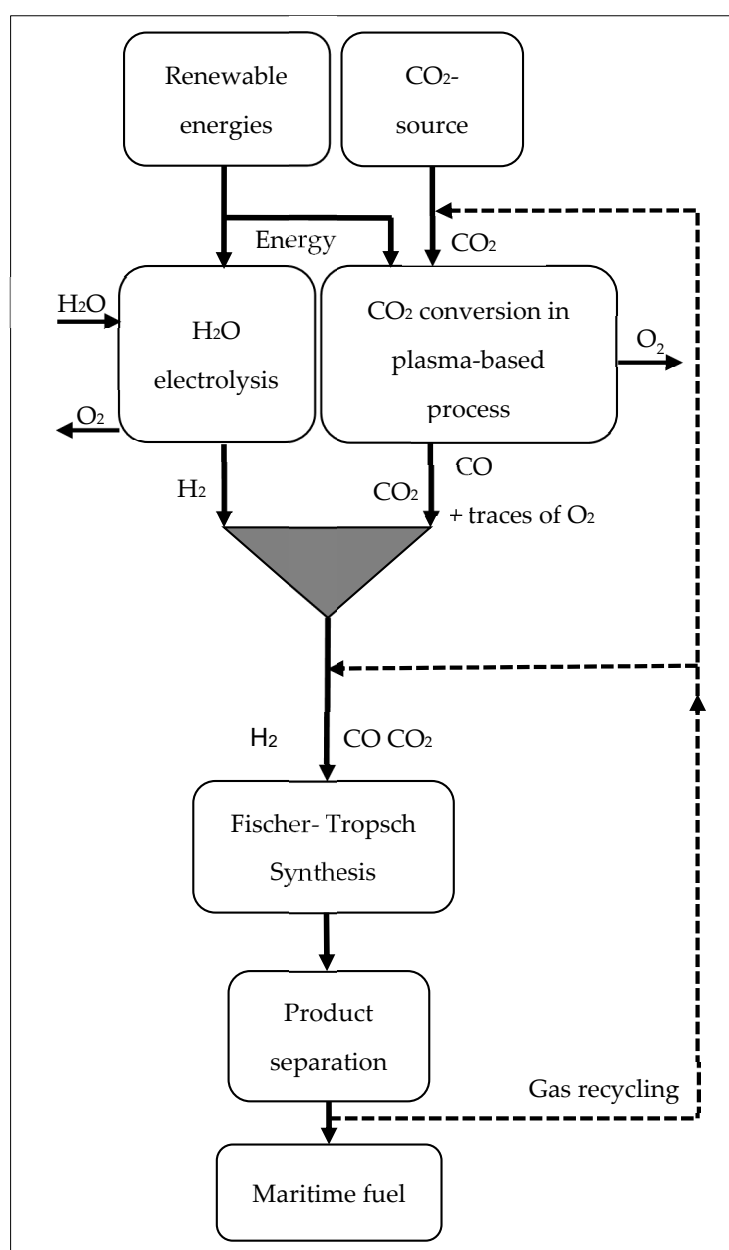 Renewable
energies
CO₂-
source
Energy
CO₂
H₂O
H₂O
electrolysis
O₂
CO₂ conversion in
plasma-based
process
O₂
H₂
CO₂
CO
+ traces of O₂
H₂
CO CO₂
Fischer- Tropsch
Synthesis
Product
separation
Gas recycling
Maritime fuel